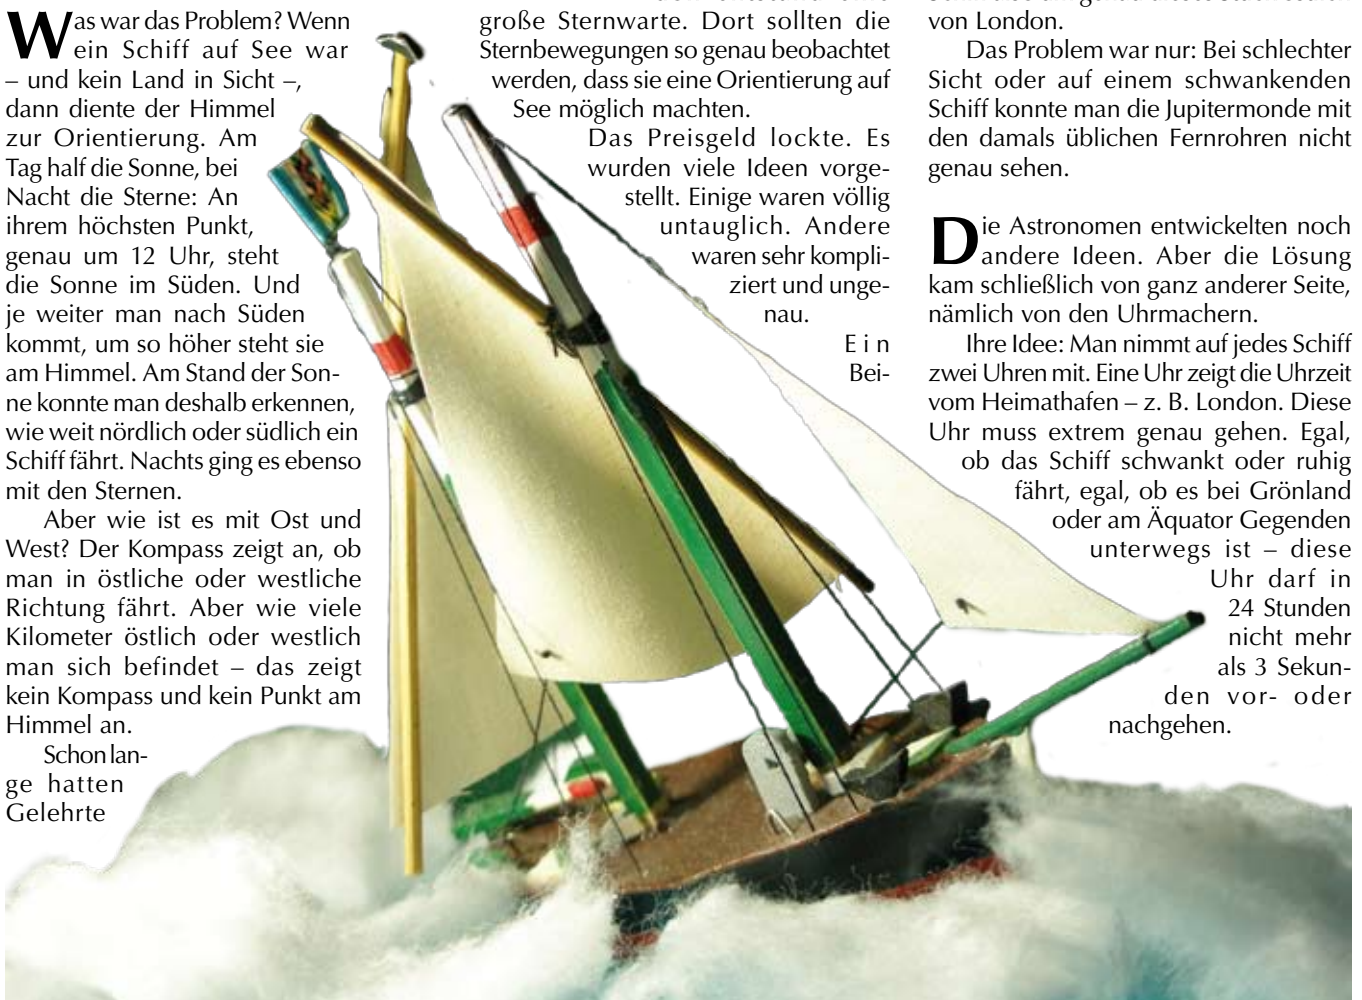 Was war das Problem? Wenn
ein Schiff auf See war
– und kein Land in Sicht –,
dann diente der Himmel
zur Orientierung. Am
Tag half die Sonne, bei
Nacht die Sterne: An
ihrem höchsten Punkt,
genau um 12 Uhr, steht
die Sonne im Süden. Und
je weiter man nach Süden
kommt, um so höher steht sie
am Himmel. Am Stand der Son-
ne konnte man deshalb erkennen,
wie weit nördlich oder südlich ein
Schiff fährt. Nachts ging es ebenso
mit den Sternen.
Aber wie ist es mit Ost und
West? Der Kompass zeigt an, ob
man in östliche oder westliche
Richtung fährt. Aber wie viele
Kilometer östlich oder westlich
man sich befindet – das zeigt
kein Kompass und kein Punkt am
Himmel an.
Schon lan-
ge hatten
Gelehrte
große Sternwarte. Dort sollten die
Sternbewegungen so genau beobachtet
werden, dass sie eine Orientierung auf
See möglich machten.
Das Preisgeld lockte. Es
wurden viele Ideen vorge-
stellt. Einige waren völlig
untauglich. Andere
waren sehr kompli-
ziert und unge-
nau.
Ein
Bei-
von London.
Das Problem war nur: Bei schlechter
Sicht oder auf einem schwankenden
Schiff konnte man die Jupitermonde mit
den damals üblichen Fernrohren nicht
genau sehen.
Die Astronomen entwickelten noch
andere Ideen. Aber die Lösung
kam schließlich von ganz anderer Seite,
nämlich von den Uhrmachern.
Ihre Idee: Man nimmt auf jedes Schiff
zwei Uhren mit. Eine Uhr zeigt die Uhrzeit
vom Heimathafen – z. B. London. Diese
Uhr muss extrem genau gehen. Egal,
ob das Schiff schwankt oder ruhig
fährt, egal, ob es bei Grönland
oder am Äquator Gegenden
unterwegs ist – diese
Uhr darf in
24 Stunden
nicht mehr
als 3 Sekun-
den vor- oder
nachgehen.